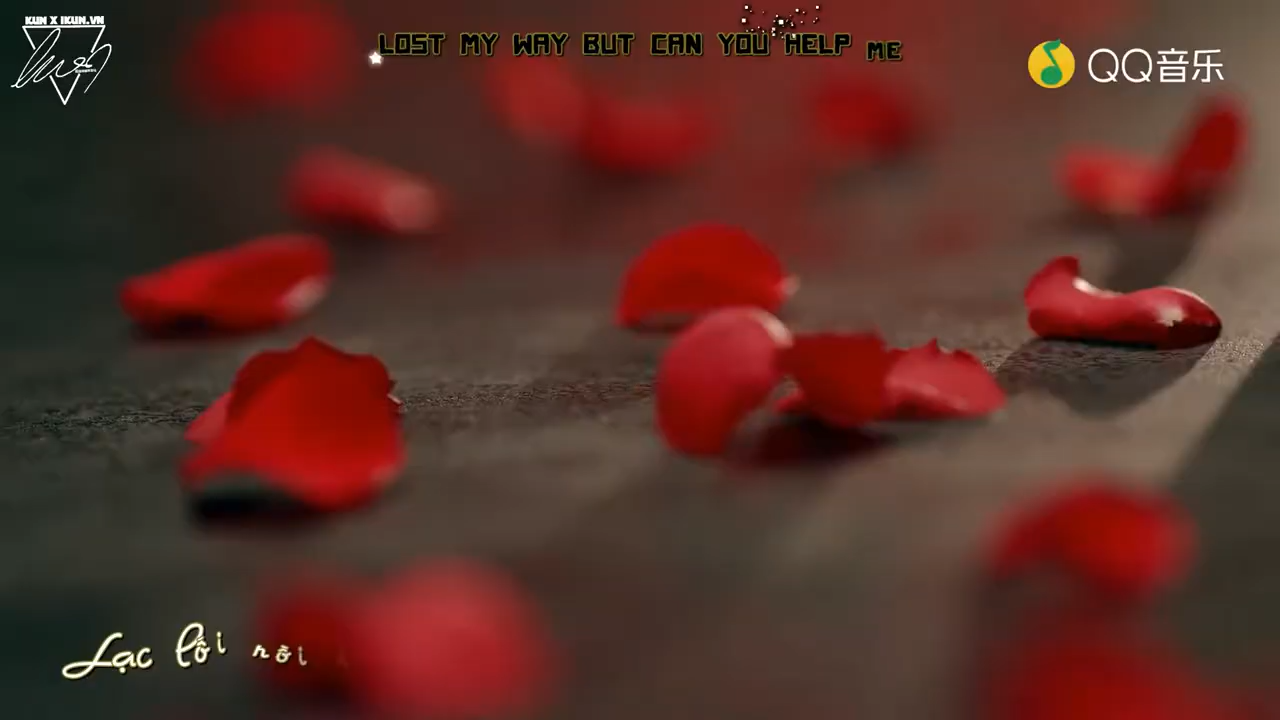 KUN X IKUN.VN
LOST MY WAY BUT CAN YOU HELP ME
QQ音乐
Lạc lối rồi